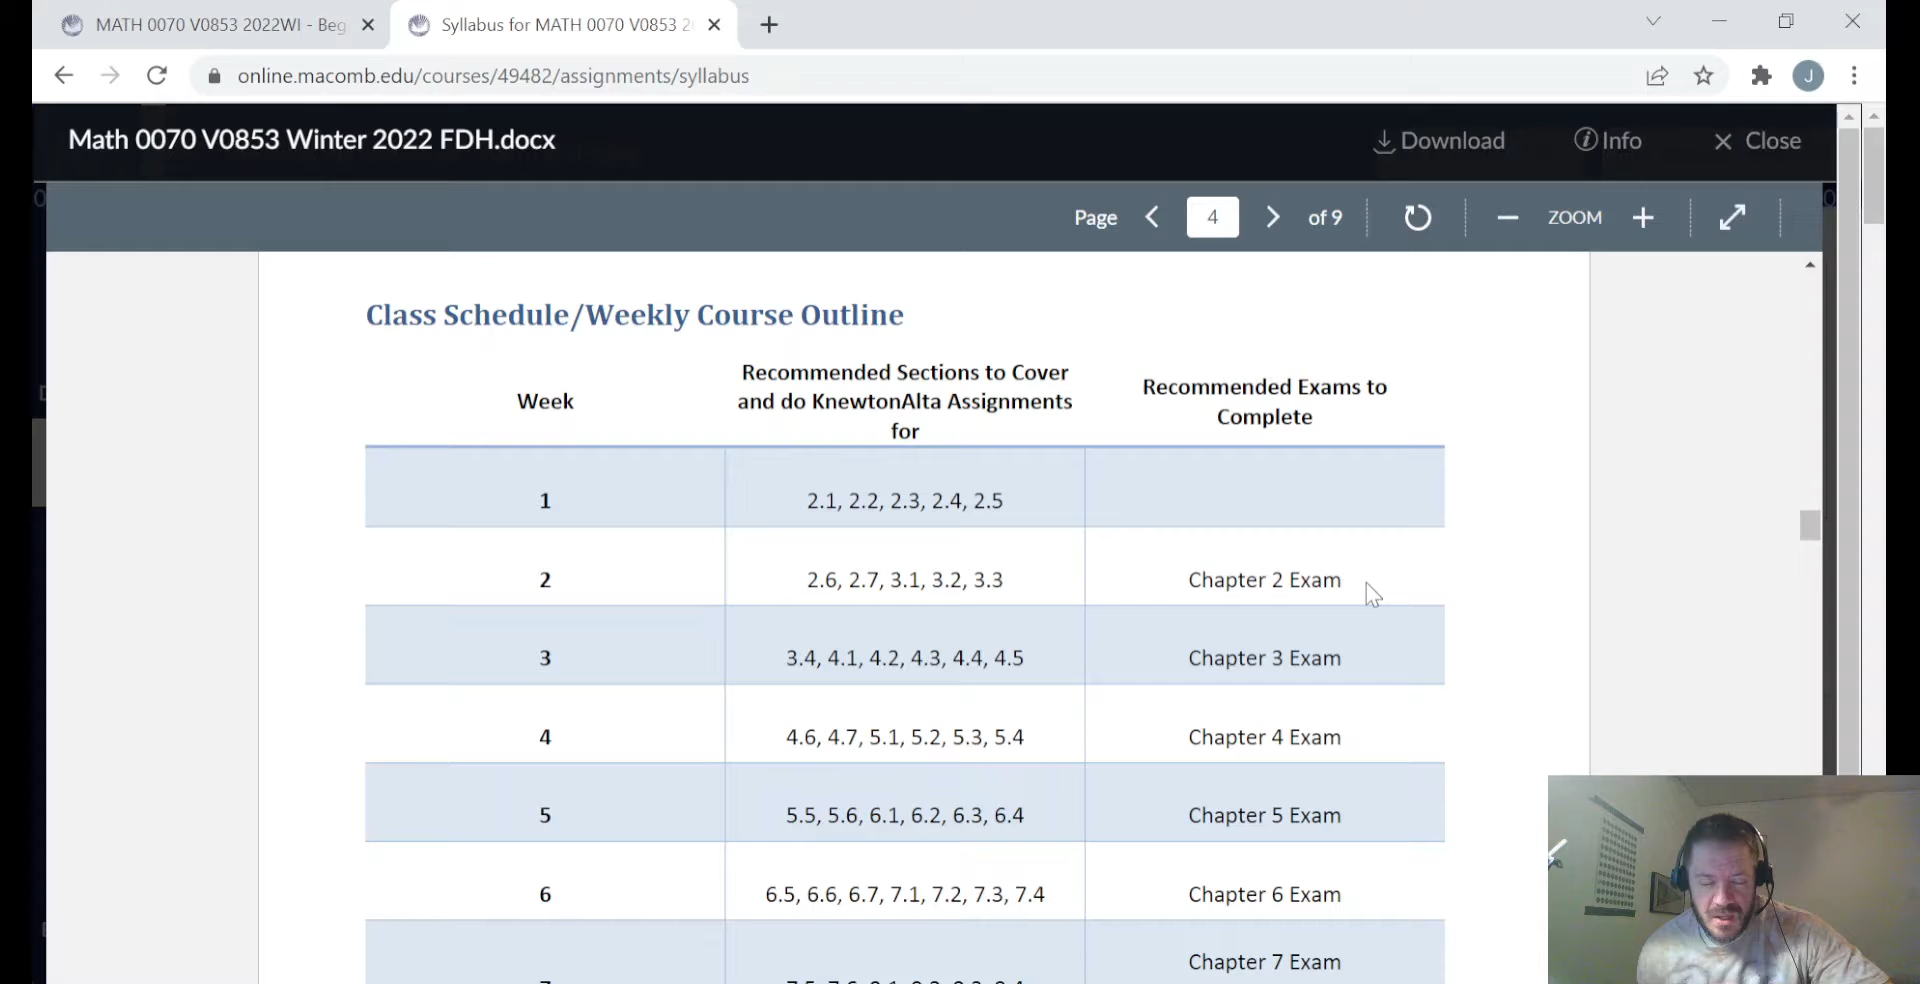 MATH 0070 V0853 2022WI - Beg
Syllabus for MATH 0070 V0853 2
online.macomb.edu/courses/49482/assignments/syllabus
J
Math 0070 V0853 Winter 2022 FDH.docx
Download
Info
Close
Page 4 of 9
ZOOM
Class Schedule/Weekly Course Outline
Week
Recommended Sections to Cover
and do KnewtonAlta Assignments
for
Recommended Exams to
Complete
1 2.1, 2.2, 2.3, 2.4, 2.5
2 2.6, 2.7, 3.1, 3.2, 3.3 Chapter 2 Exam
3 3.4, 4.1, 4.2, 4.3, 4.4, 4.5 Chapter 3 Exam
4 4.6, 4.7, 5.1, 5.2, 5.3, 5.4 Chapter 4 Exam
5 5.5, 5.6, 6.1, 6.2, 6.3, 6.4 Chapter 5 Exam
6 6.5, 6.6, 6.7, 7.1, 7.2, 7.3, 7.4 Chapter 6 Exam
Chapter 7 Exam